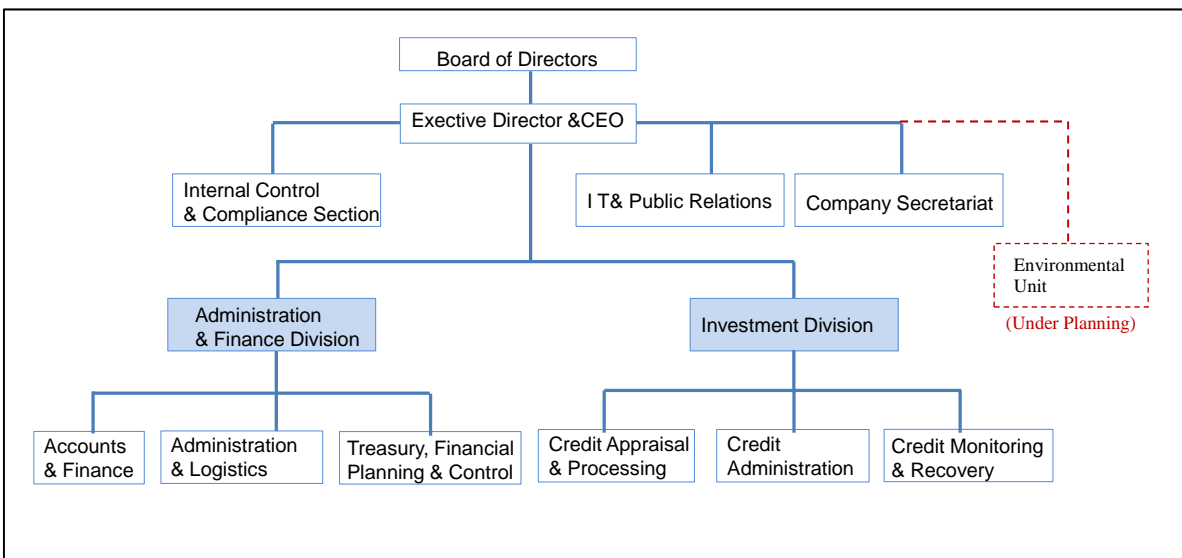 Board of Directors
Exective Director &CEO
Internal Control
& Compliance Section
I T& Public Relations
Company Secretariat
Environmental
Unit
(Under Planning)
Administration
& Finance Division
Investment Division
Accounts
& Finance
Administration
& Logistics
Treasury, Financial
Planning & Control
Credit Appraisal
& Processing
Credit
Administration
Credit Monitoring
& Recovery